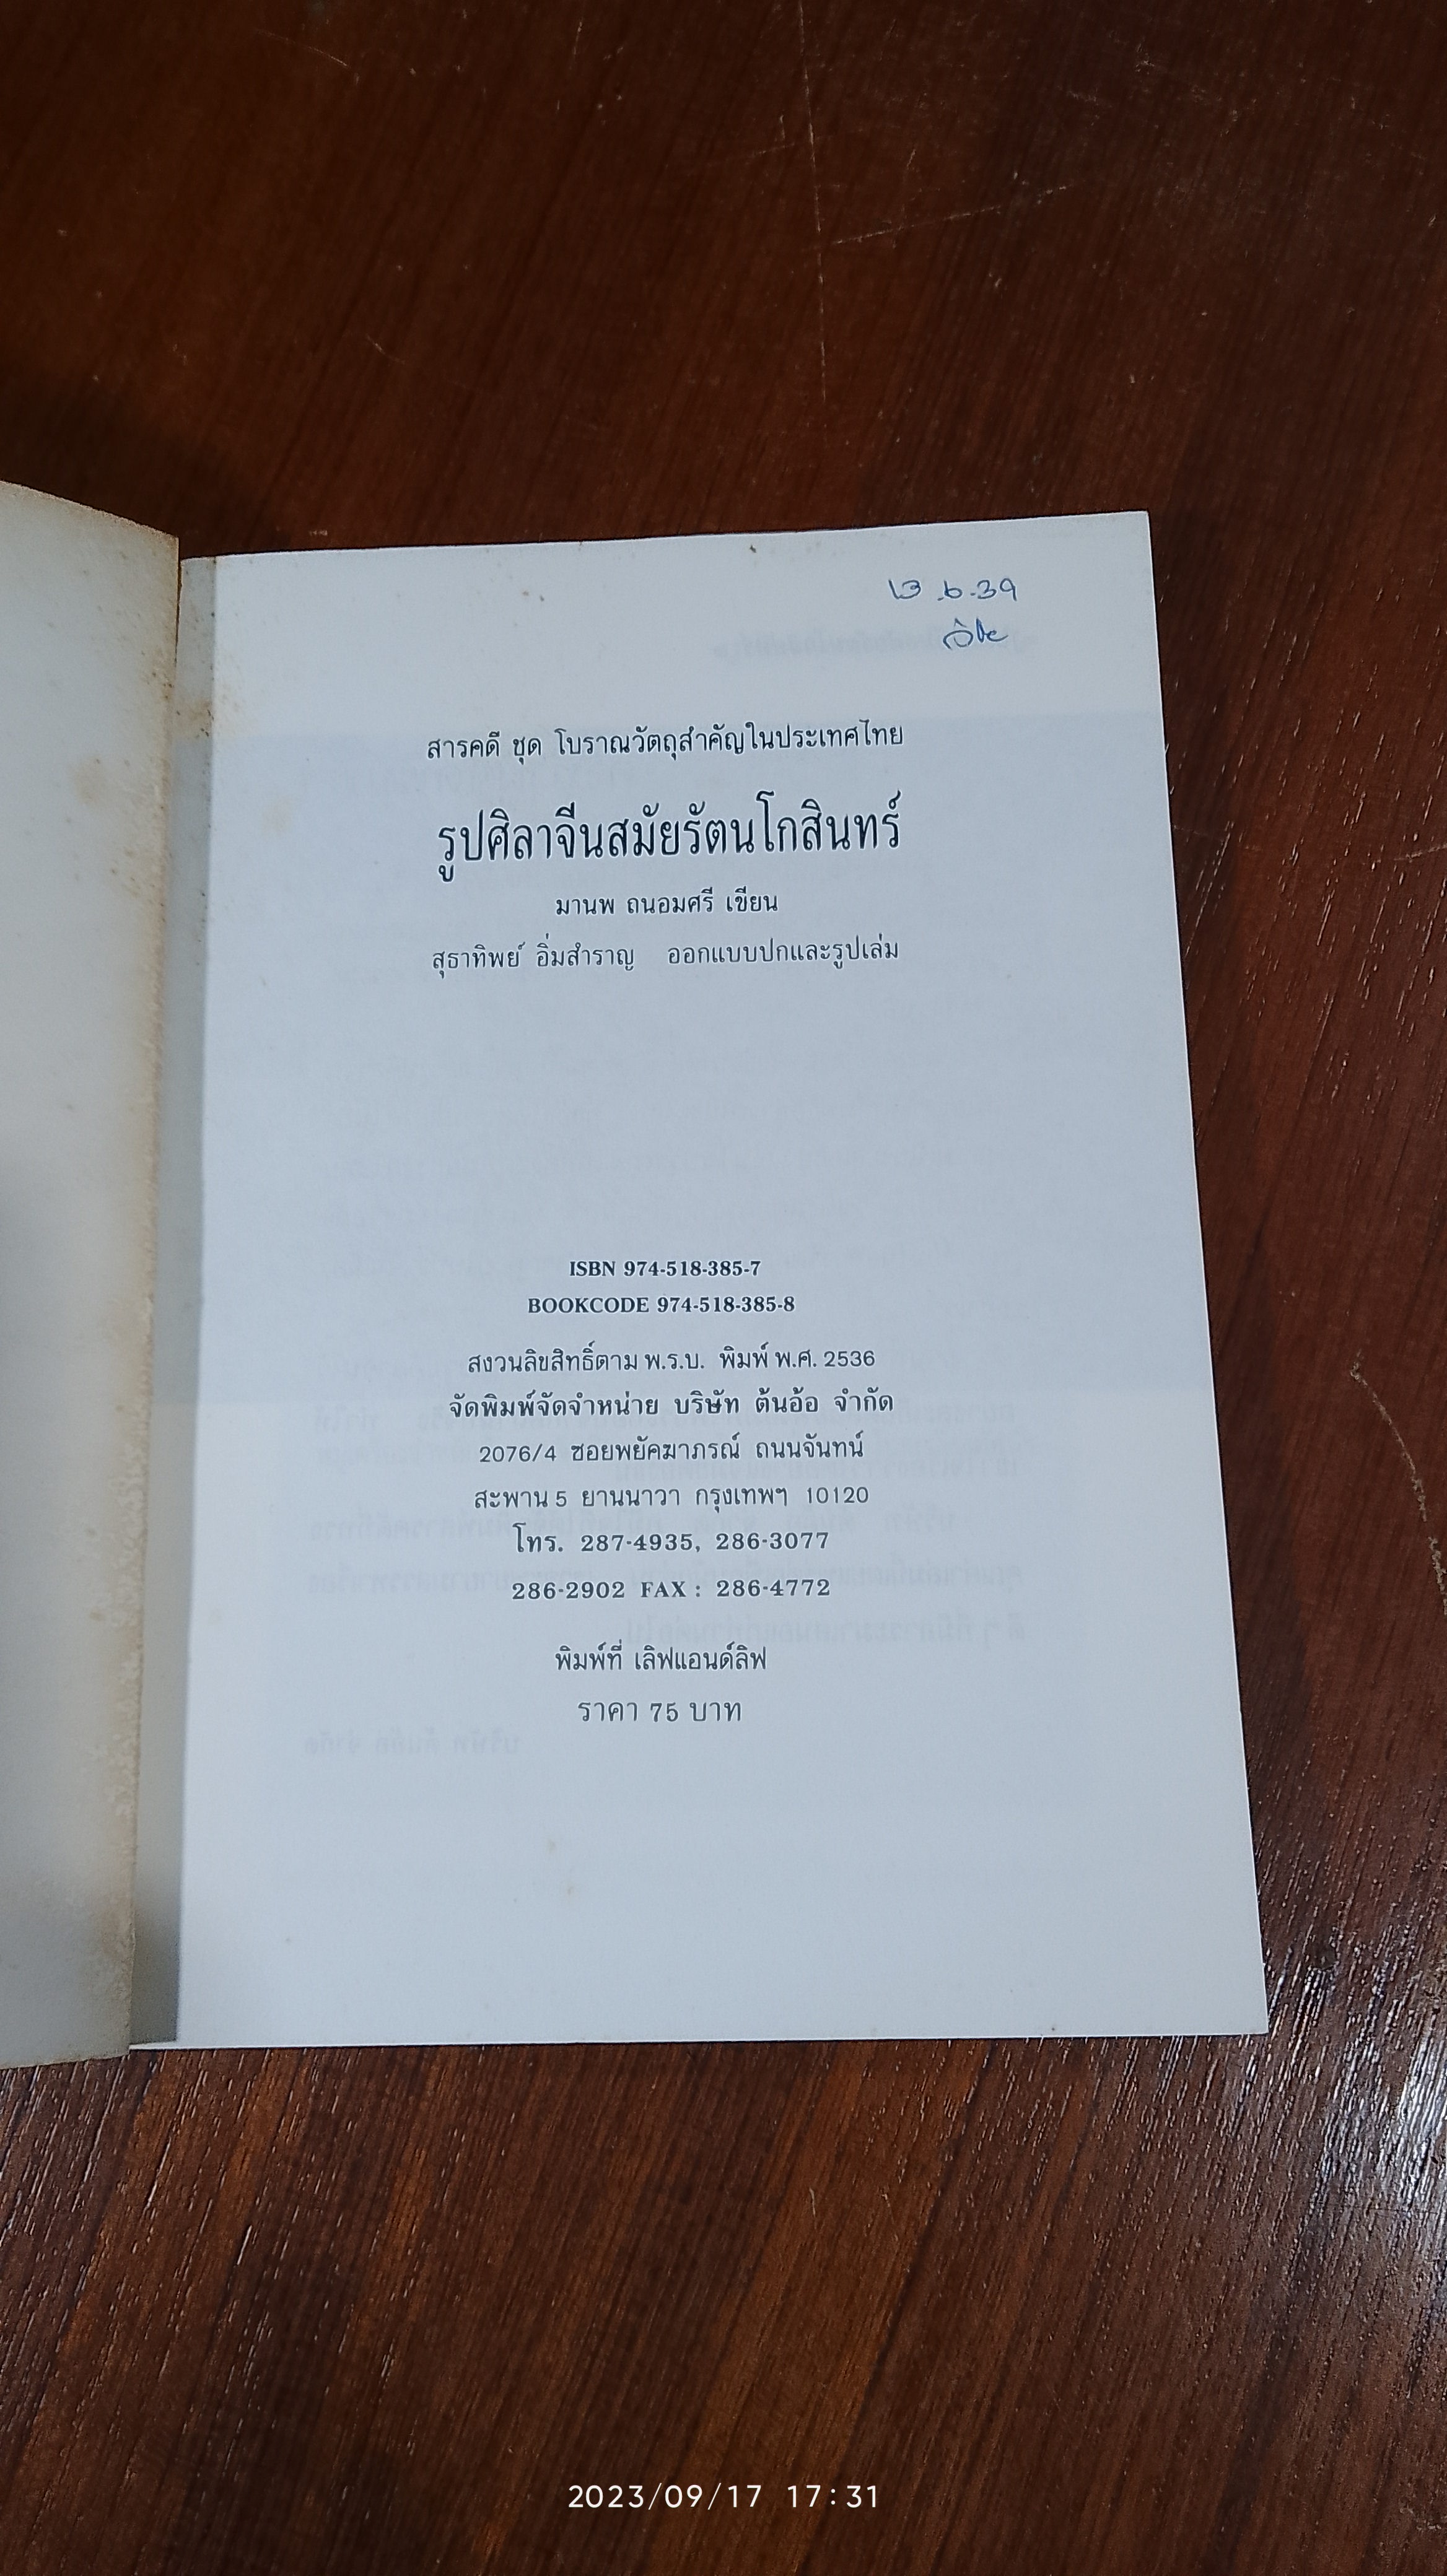 13.6.39
สารคดี ชุด โบราณวัตถุสำคัญในประเทศไทย
รูปศิลาจีนสมัยรัตนโกสินทร์
มานพ ถนอมศรี เขียน
สุธาทิพย์ อิ่มสำราญ ออกแบบปกและรูปเล่ม
ISBN 974-518-385-7
BOOKCODE 974-518-385-8
สงวนลิขสิทธิ์ตาม พ.ร.บ. พิมพ์ พ.ศ. 2536
จัดพิมพ์จัดจำหน่าย บริษัท ต้นอ้อ จำกัด
2076/4 ซอยพยัคฆาภรณ์ ถนนจันทน์
สะพาน 5 ยานนาวา กรุงเทพฯ 10120
โทร. 287-4935, 286-3077
286-2902 FAX : 286-4772
พิมพ์ที่ เลิฟแอนด์ลิฟ
ราคา 75 บาท
2023/09/17 17:31